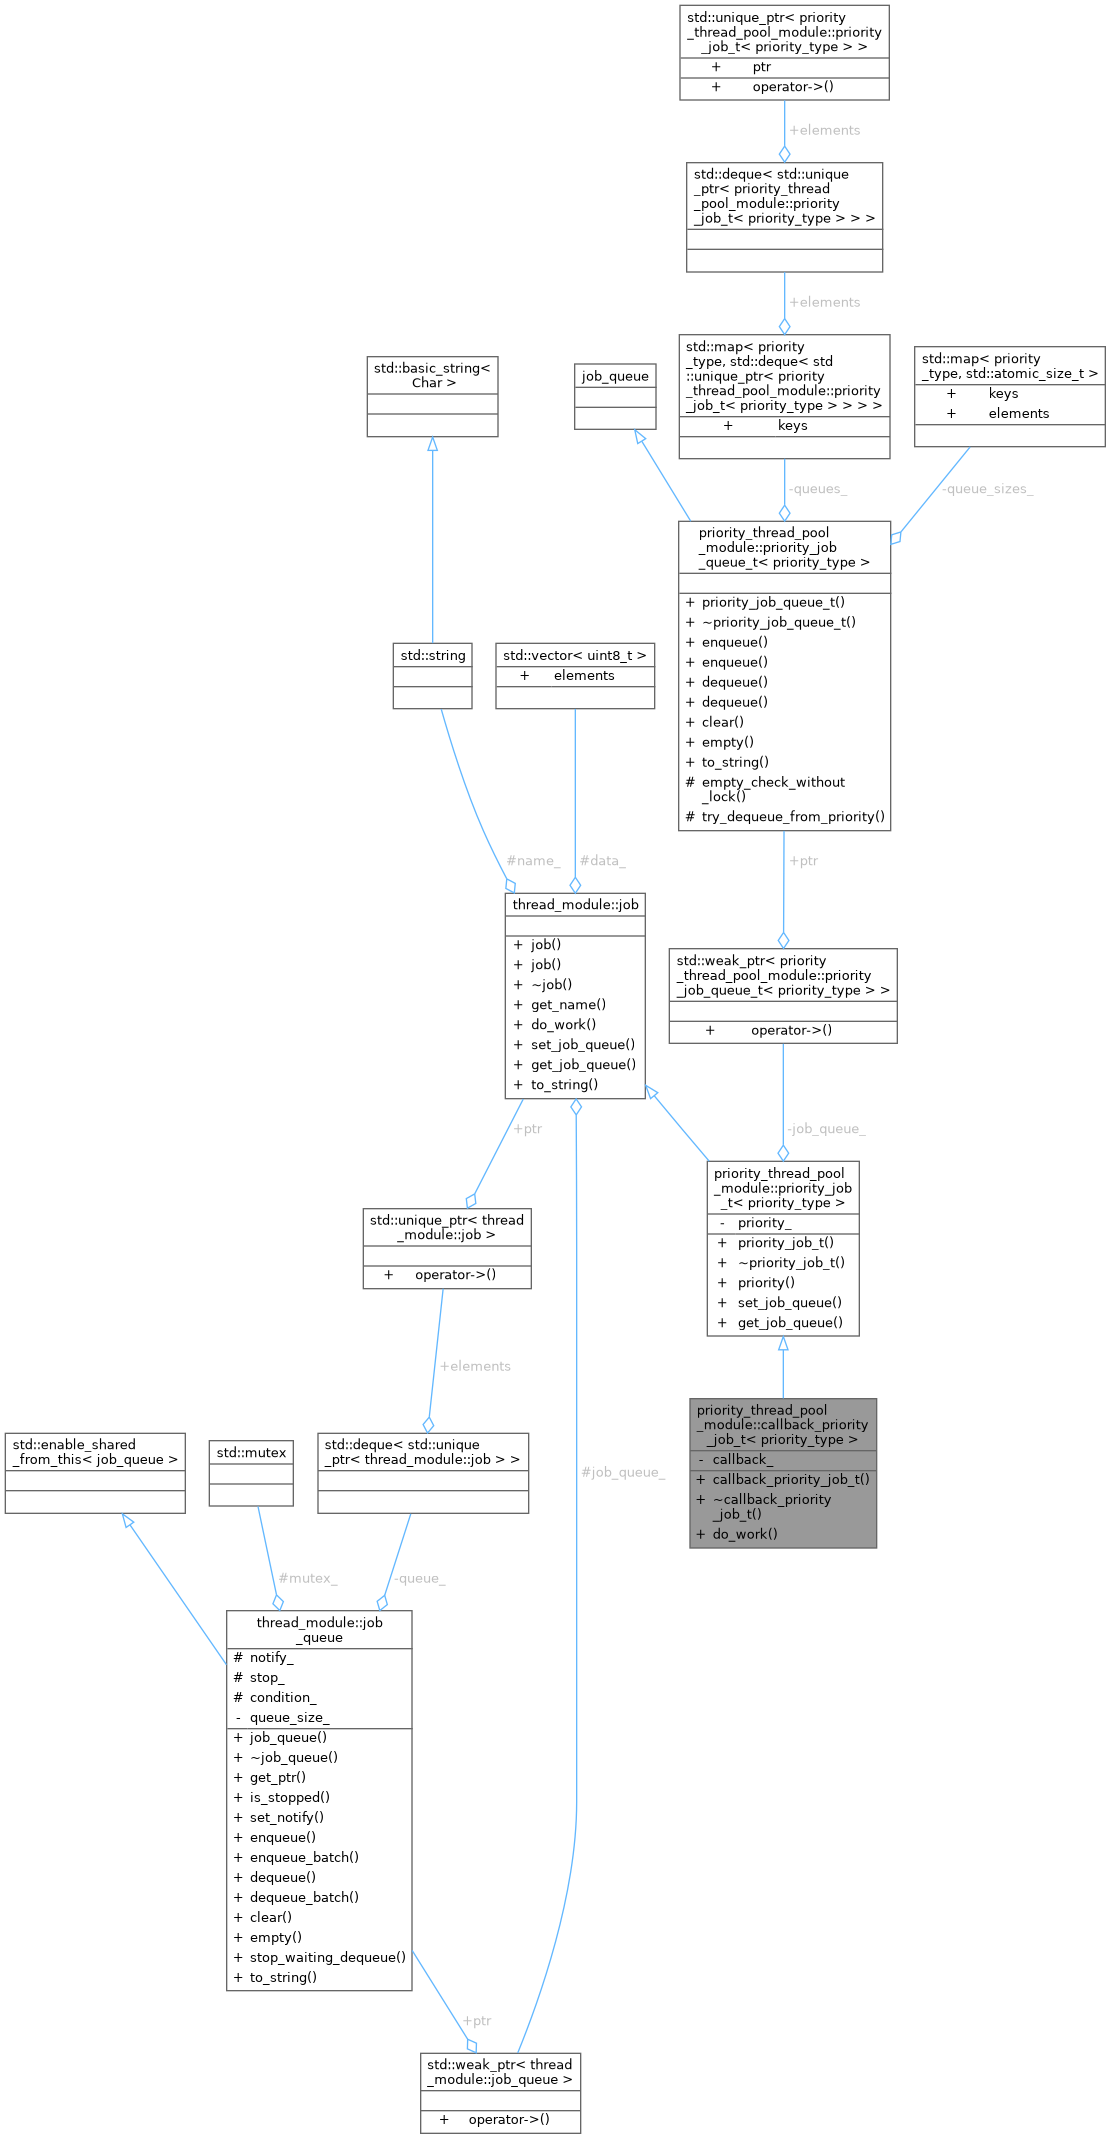 std::unique_ptr< priority
_thread_pool_module::priority
_job_t< priority_type > >
+ ptr
+ operator->()
+elements
std::deque< std::unique
_ptr< priority_thread
_pool_module::priority
_job_t< priority_type > > >
+elements
std::map< priority
_type, std::deque< std
::unique_ptr< priority
_thread_pool_module::priority
_job_t< priority_type > > > >
+ keys
std::map< priority
_type, std::atomic_size_t >
+ keys
+ elements
std::basic_string<
Char >
job_queue
-queues_
-queue_sizes_
priority_thread_pool
_module::priority_job
_queue_t< priority_type >
+ priority_job_queue_t()
+ ~priority_job_queue_t()
+ enqueue()
+ enqueue()
+ dequeue()
+ dequeue()
+ clear()
+ empty()
+ to_string()
# empty_check_without
_lock()
# try_dequeue_from_priority()
std::string
std::vector< uint8_t >
+ elements
#name_
#data_
+ptr
thread_module::job
+ job()
+ job()
+ ~job()
+ get_name()
+ do_work()
+ set_job_queue()
+ get_job_queue()
+ to_string()
std::weak_ptr< priority
_thread_pool_module::priority
_job_queue_t< priority_type > >
+ operator->()
+ptr
-job_queue_
priority_thread_pool
_module::priority_job
_t< priority_type >
- priority_
+ priority_job_t()
+ ~priority_job_t()
+ priority()
+ set_job_queue()
+ get_job_queue()
std::unique_ptr< thread
_module::job >
+ operator->()
+elements
priority_thread_pool
_module::callback_priority
_job_t< priority_type >
- callback_
+ callback_priority_job_t()
+ ~callback_priority
_job_t()
+ do_work()
std::enable_shared
_from_this< job_queue >
std::mutex
std::deque< std::unique
_ptr< thread_module::job > >
#job_queue_
#mutex_
-queue_
thread_module::job
_queue
# notify_
# stop_
# condition_
- queue_size_
+ job_queue()
+ ~job_queue()
+ get_ptr()
+ is_stopped()
+ set_notify()
+ enqueue()
+ enqueue_batch()
+ dequeue()
+ dequeue_batch()
+ clear()
+ empty()
+ stop_waiting_dequeue()
+ to_string()
+ptr
std::weak_ptr< thread
_module::job_queue >
+ operator->()